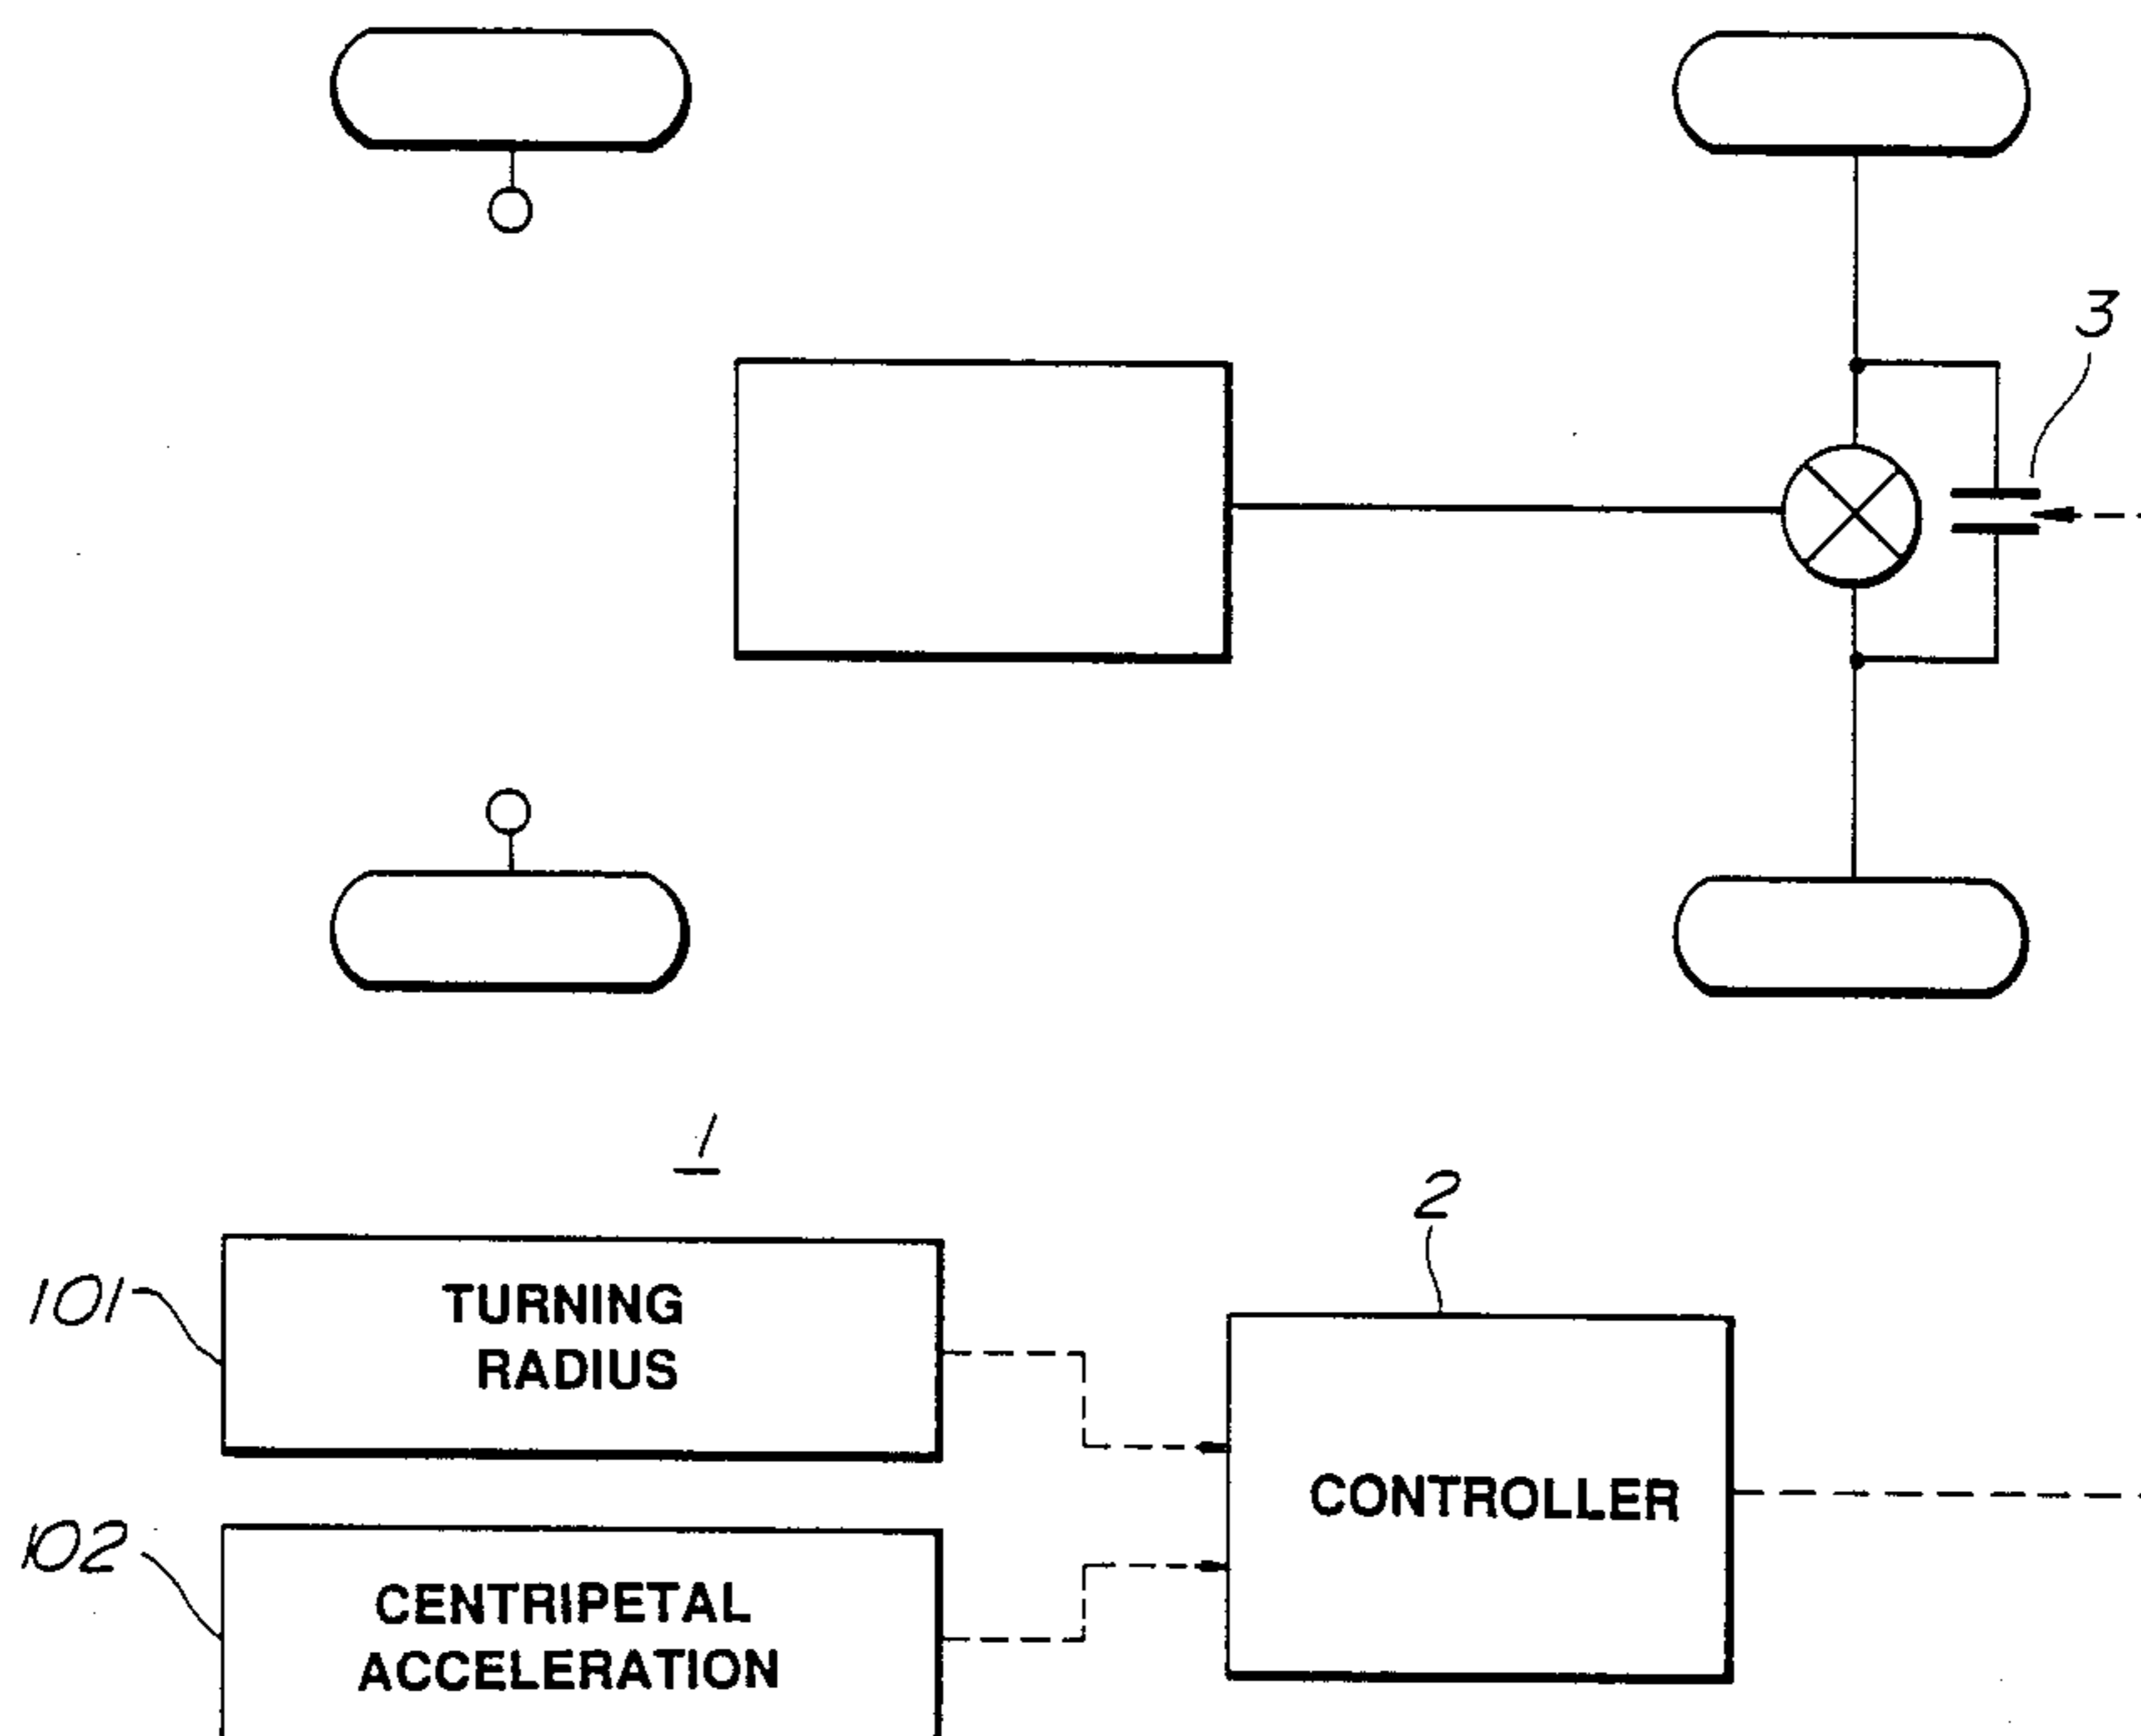 3
1
2
101
TURNING
RADIUS
CONTROLLER
102
CENTRIPETAL
ACCELERATION